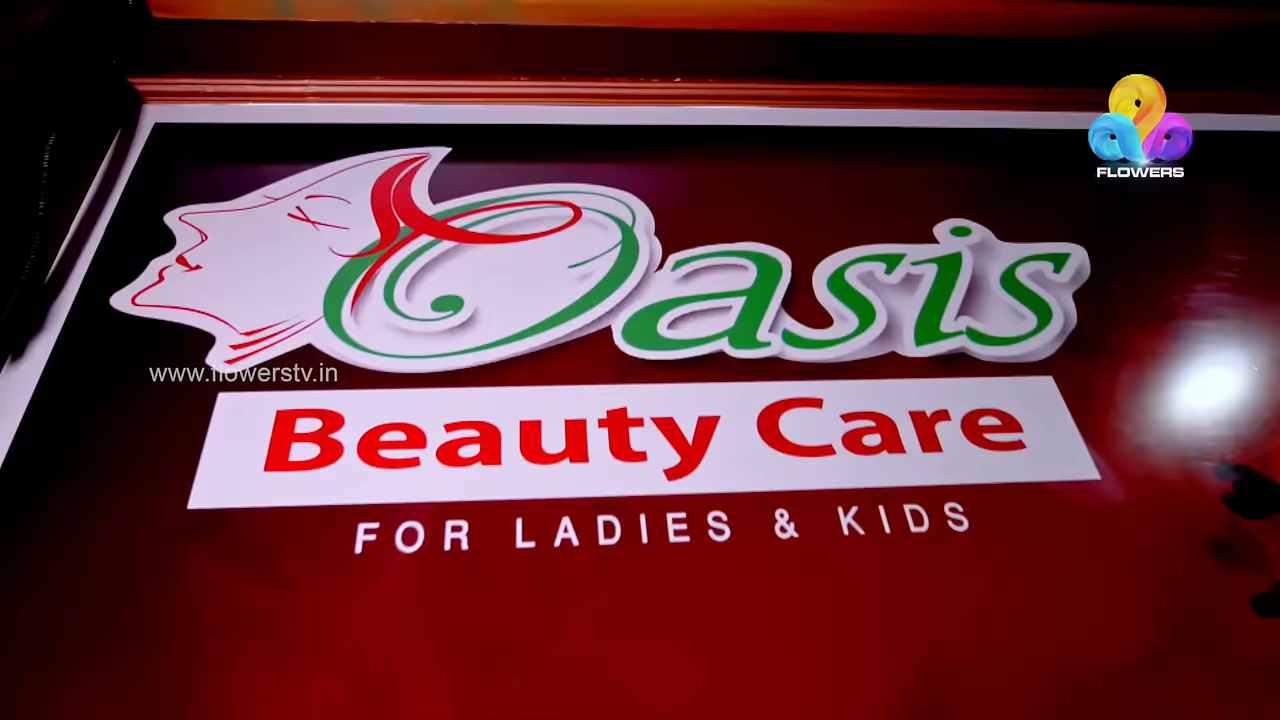 FLOWERS
Oasis
www.flowerstv.in
Beauty Care
FOR LADIES & KIDS